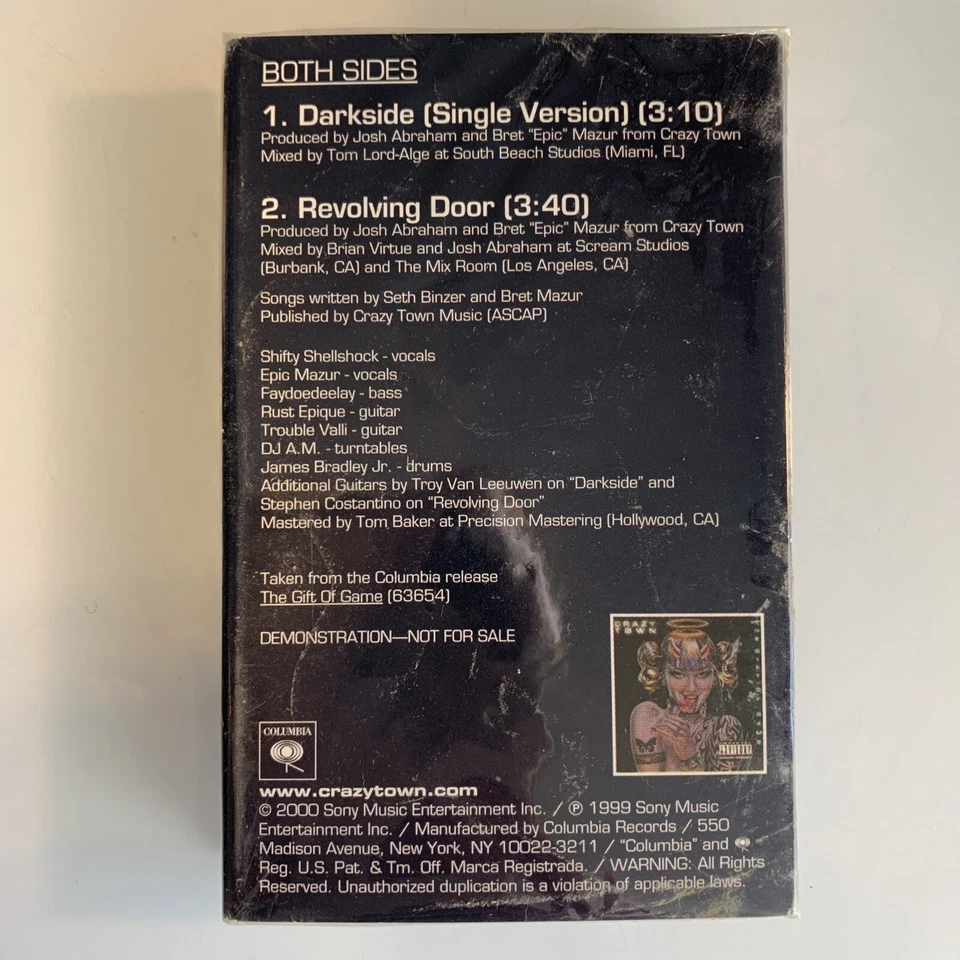 BOTH SIDES
1. Darkside (Single Version) (3:10)
Produced by Josh Abraham and Bret "Epic" Mazur from Crazy Town
Mixed by Tom Lord-Alge at South Beach Studios (Miami, FL)
2. Revolving Door (3:40)
Produced by Josh Abraham and Bret "Epic" Mazur from Crazy Town
Mixed by Brian Virtue and Josh Abraham at Scream Studios
(Burbank, CA) and The Mix Room (Los Angeles, CA)
Songs written by Seth Binzer and Bret Mazur
Published by Crazy Town Music (ASCAP)
Shifty Shellshock - vocals
Epic Mazur - vocals
Faydoedeelay - bass
Rust Epique - guitar
Trouble Valli - guitar
DJ A.M. - turntables
James Bradley Jr. - drums
Additional Guitars by Troy Van Leeuwen on "Darkside" and
Stephen Costantino on "Revolving Door"
Mastered by Tom Baker at Precision Mastering (Hollywood, CA)
Taken from the Columbia release
The Gift Of Game (63654)
DEMONSTRATION—NOT FOR SALE
CRAZY
TOWN
ADVISORY
COLUMBIA
www.crazytown.com
© 2000 Sony Music Entertainment Inc. / ℗ 1999 Sony Music
Entertainment Inc. / Manufactured by Columbia Records / 550
Madison Avenue, New York, NY 10022-3211 / "Columbia" and
Reg. U.S. Pat. & Tm. Off. Marca Registrada. / WARNING: All Rights
Reserved. Unauthorized duplication is a violation of applicable laws.